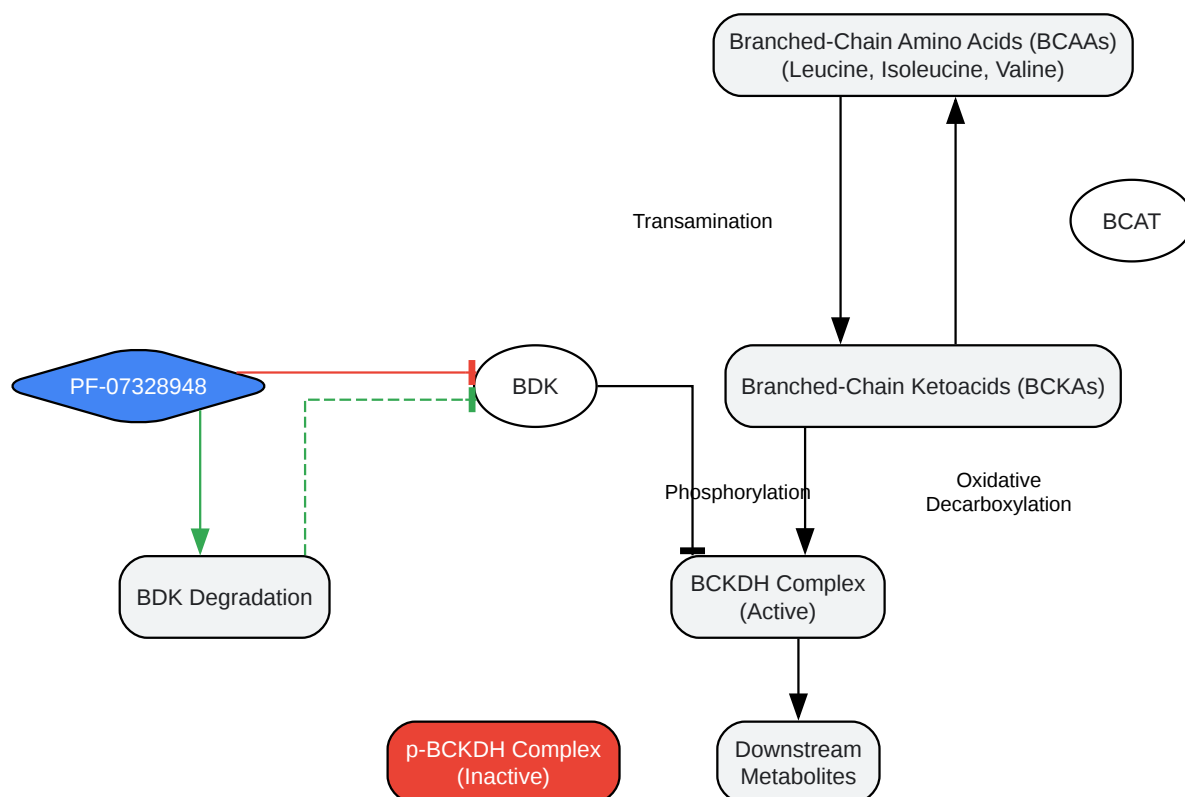 Branched-Chain Amino Acids (BCAAs)
(Leucine, Isoleucine, Valine)
Transamination
BCAT
PF-07328948
BDK
Branched-Chain Ketoacids (BCKAs)
Phosphorylation
Oxidative
Decarboxylation
BDK Degradation
BCKDH Complex
(Active)
p-BCKDH Complex
(Inactive)
Downstream
Metabolites